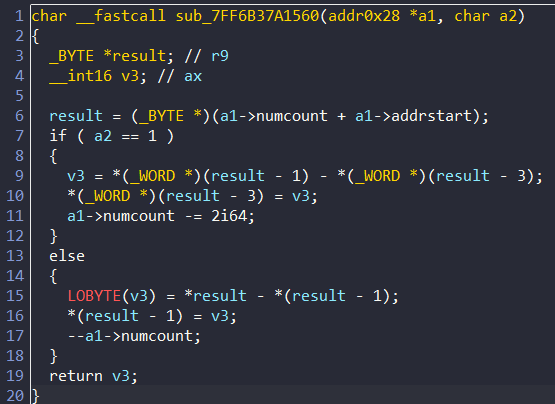 1 char __fastcall sub_7FF6B37A1560(addr0x28 *a1, char a2)
2 {
3   _BYTE *result; // r9
4   __int16 v3; // ax
5
6   result = (_BYTE *)(a1->numcount + a1->addrstart);
7   if ( a2 == 1 )
8   {
9     v3 = *(_WORD *)(result - 1) - *(_WORD *)(result - 3);
10     *(_WORD *)(result - 3) = v3;
11     a1->numcount -= 2i64;
12   }
13   else
14   {
15     LOBYTE(v3) = *result - *(result - 1);
16     *(result - 1) = v3;
17     --a1->numcount;
18   }
19   return v3;
20 }